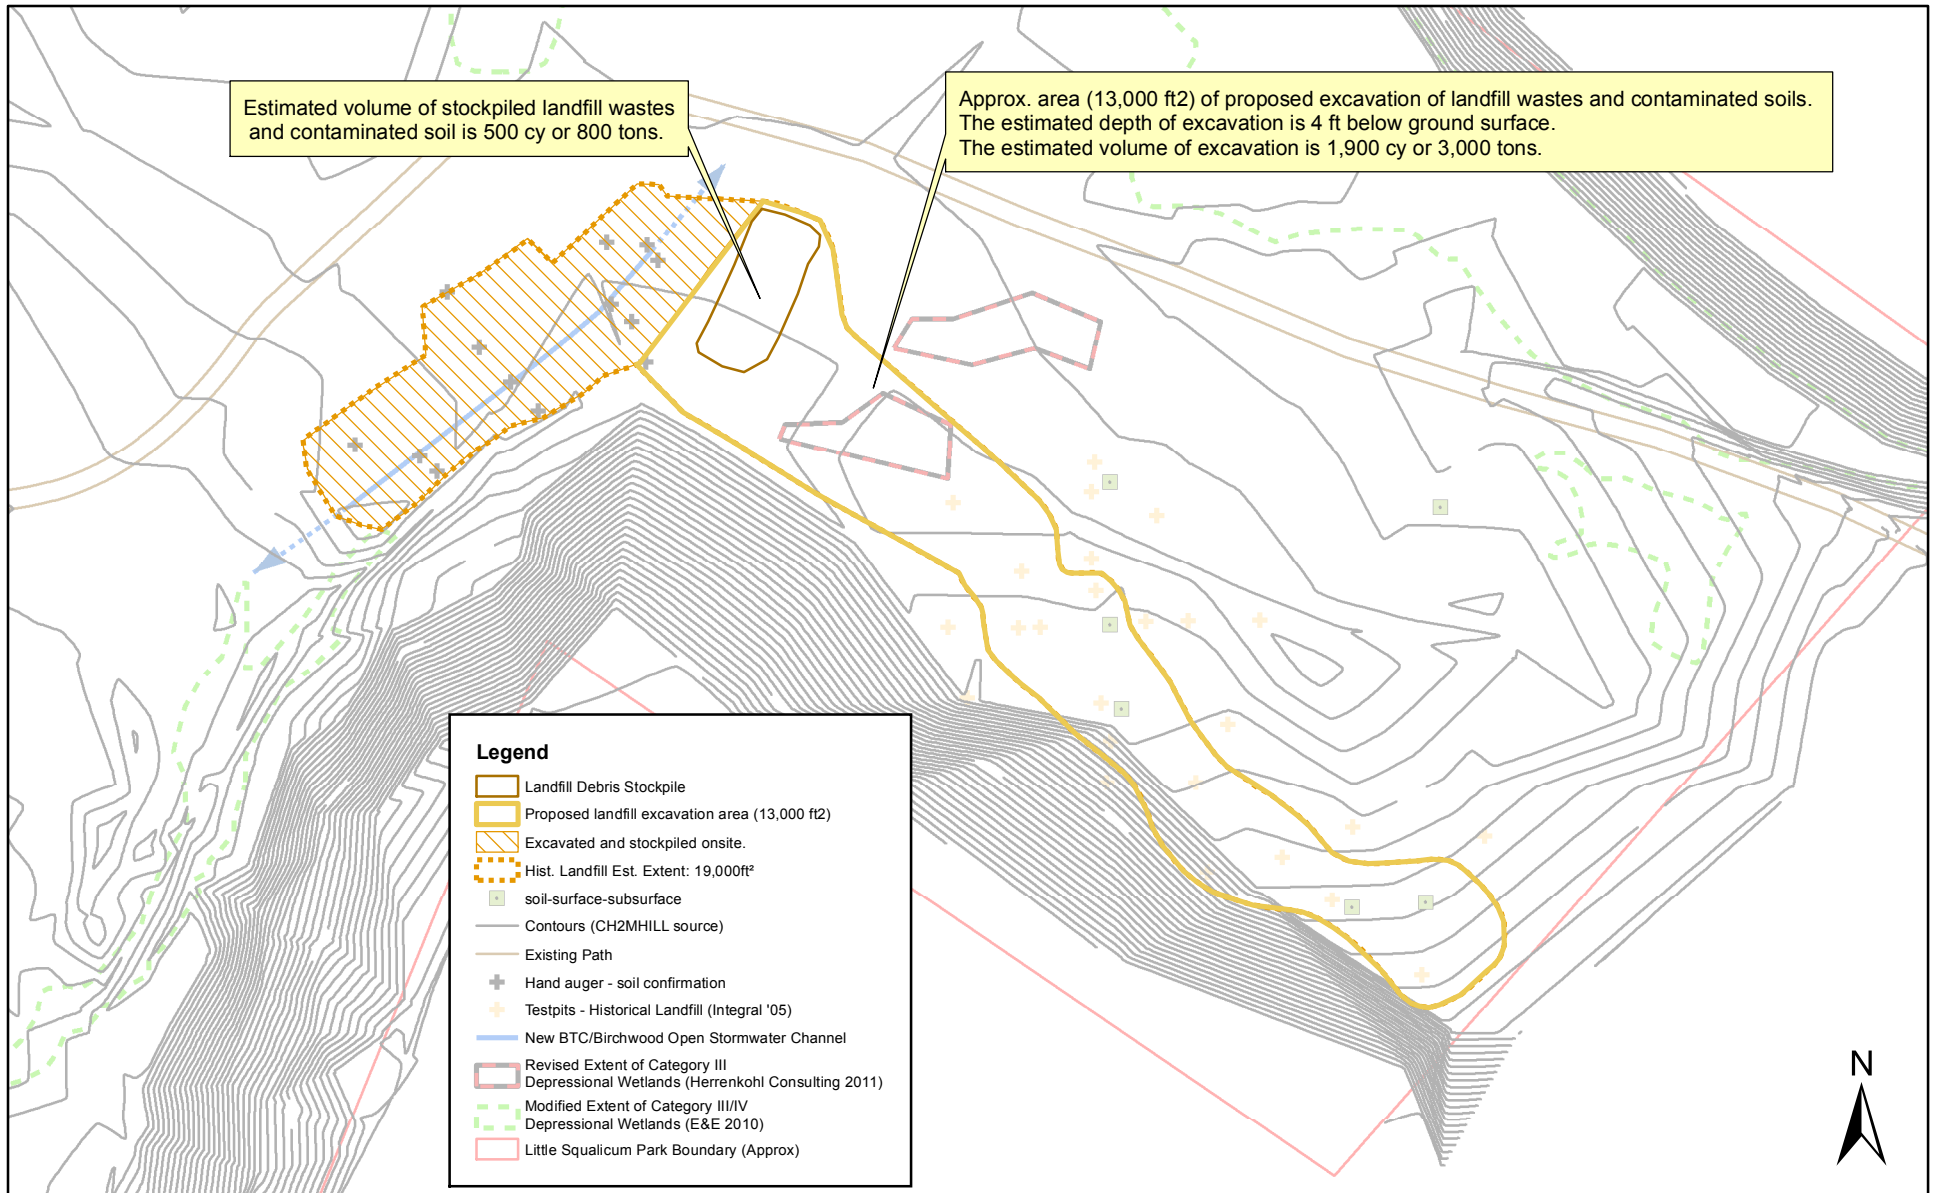 Estimated volume of stockpiled landfill wastes
and contaminated soil is 500 cy or 800 tons.
Approx. area (13,000 ft2) of proposed excavation of landfill wastes and contaminated soils.
The estimated depth of excavation is 4 ft below ground surface.
The estimated volume of excavation is 1,900 cy or 3,000 tons.
Legend
Landfill Debris Stockpile
Proposed landfill excavation area (13,000 ft2)
Excavated and stockpiled onsite.
Hist. Landfill Est. Extent: 19,000ft²
soil-surface-subsurface
Contours (CH2MHILL source)
Existing Path
Hand auger - soil confirmation
Testpits - Historical Landfill (Integral '05)
New BTC/Birchwood Open Stormwater Channel
Revised Extent of Category III
Depressional Wetlands (Herrenkohl Consulting 2011)
Modified Extent of Category III/IV
Depressional Wetlands (E&E 2010)
Little Squalicum Park Boundary (Approx)
N